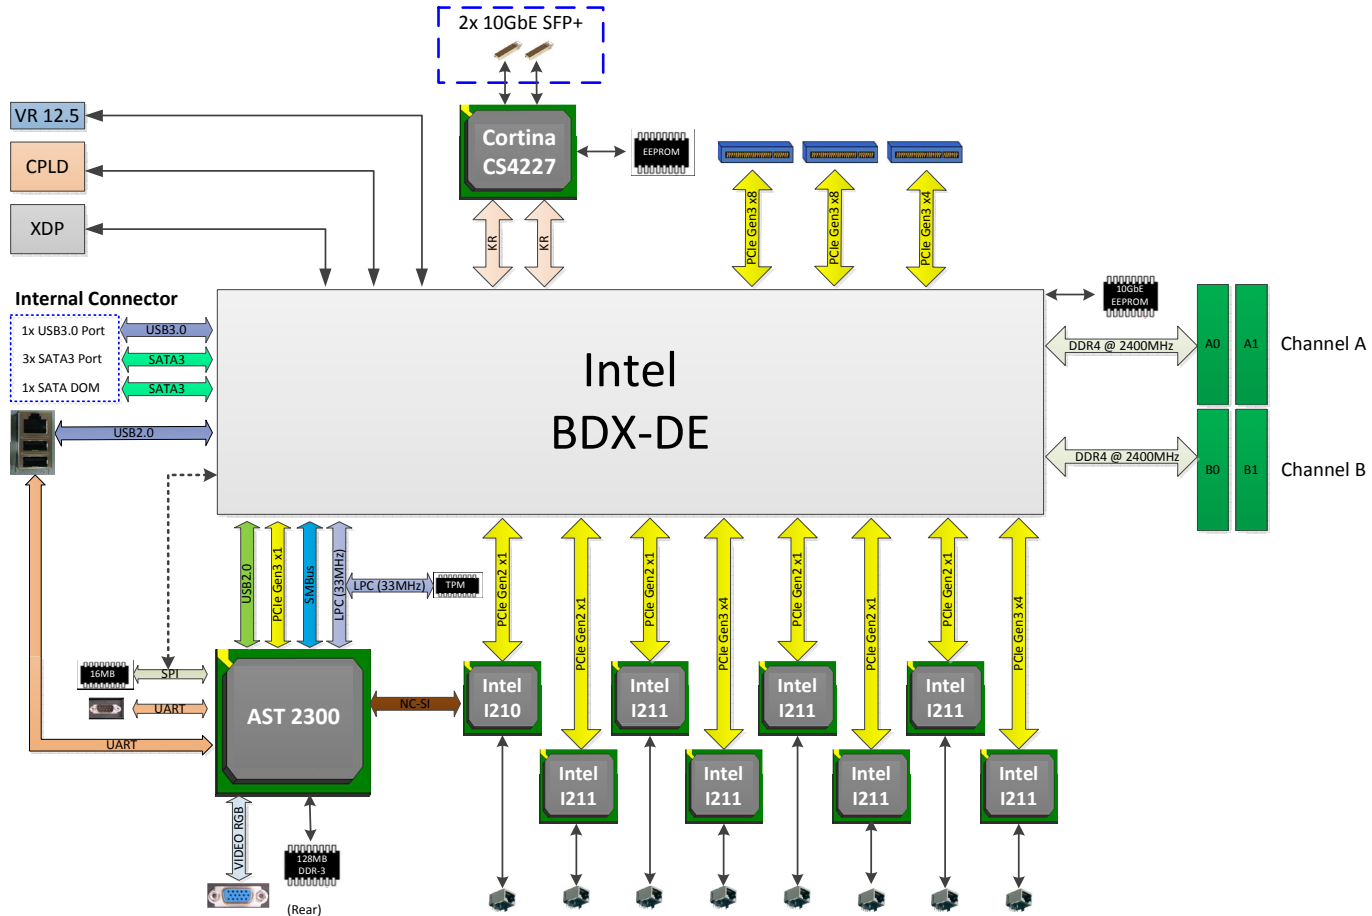 2x 10GbE SFP+
VR 12.5
CPLD
XDP
Cortina
CS4227
EEPROM
KR
KR
PCIe Gen3 x8
PCIe Gen3 x8
PCIe Gen3 x4
Internal Connector
1x USB3.0 Port
3x SATA3 Port
1x SATA DOM
USB3.0
SATA3
SATA3
USB2.0
Intel
BDX-DE
10GbE
EEPROM
DDR4 @ 2400MHz
A0
A1
Channel A
DDR4 @ 2400MHz
B0
B1
Channel B
USB2.0
PCIe Gen3 x1
SMBus
LPC (33MHz)
LPC (33MHz)
TPM
PCIe Gen2 x1
PCIe Gen2 x1
PCIe Gen2 x1
PCIe Gen3 x4
PCIe Gen2 x1
PCIe Gen2 x1
PCIe Gen2 x1
PCIe Gen3 x4
16MB
SPI
UART
UART
AST 2300
NC-SI
Intel
I210
Intel
I211
Intel
I211
Intel
I211
Intel
I211
Intel
I211
Intel
I211
Intel
I211
VIDEO RGB
128MB
DDR-3
(Rear)